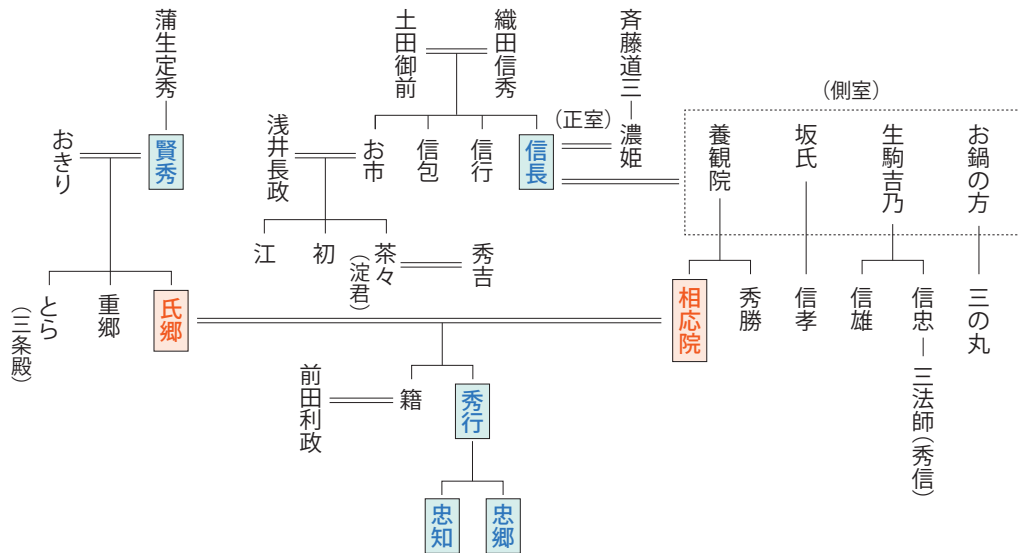 蒲生定秀
おきり
賢秀
とら
（三条殿）
重郷
氏郷
土田御前
織田信秀
斉藤道三
浅井長政
お市
信包
信行
信長
（正室）
濃姫
江
初
茶々
（淀君）
秀吉
（側室）
養観院
坂氏
生駒吉乃
お鍋の方
相応院
秀勝
信孝
信雄
信忠
三法師（秀信）
三の丸
前田利政
籍
秀行
忠知
忠郷